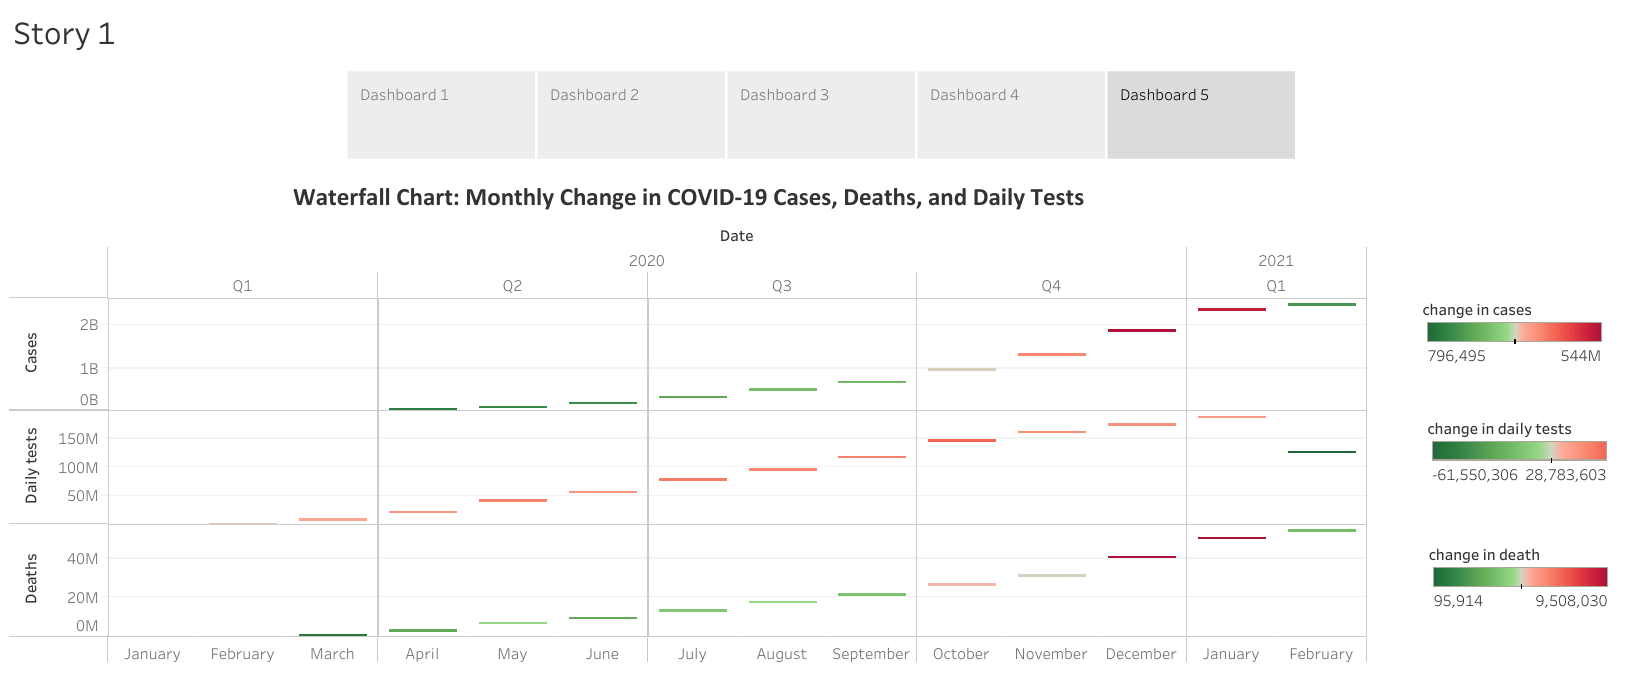 Story 1
Dashboard 1
Dashboard 2
Dashboard 3
Dashboard 4
Dashboard 5
Waterfall Chart: Monthly Change in COVID-19 Cases, Deaths, and Daily Tests
Date
2020
2021
Q1
Q2
Q3
Q4
Q1
Cases
2B
1B
0B
Daily tests
150M
100M
50M
Deaths
40M
20M
0M
January
February
March
April
May
June
July
August
September
October
November
December
January
February
change in cases
796,495
544M
change in daily tests
-61,550,306
28,783,603
change in death
95,914
9,508,030